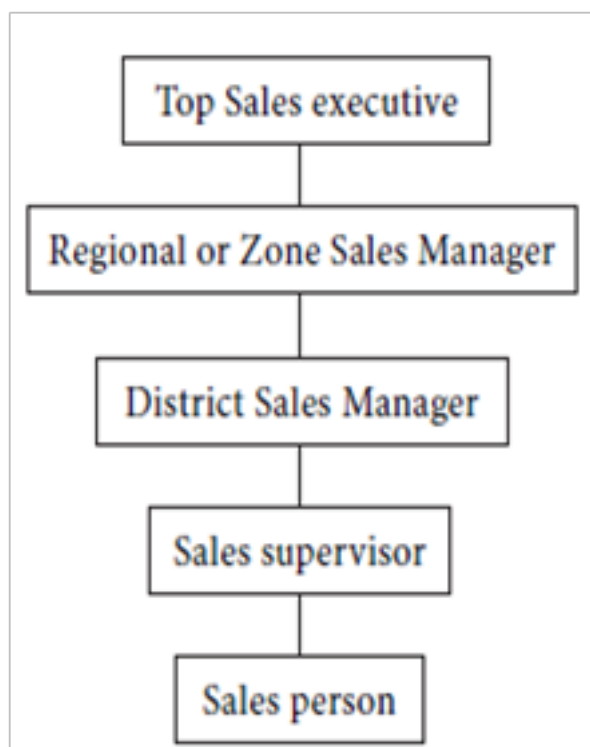 Top Sales executive
Regional or Zone Sales Manager
District Sales Manager
Sales supervisor
Sales person